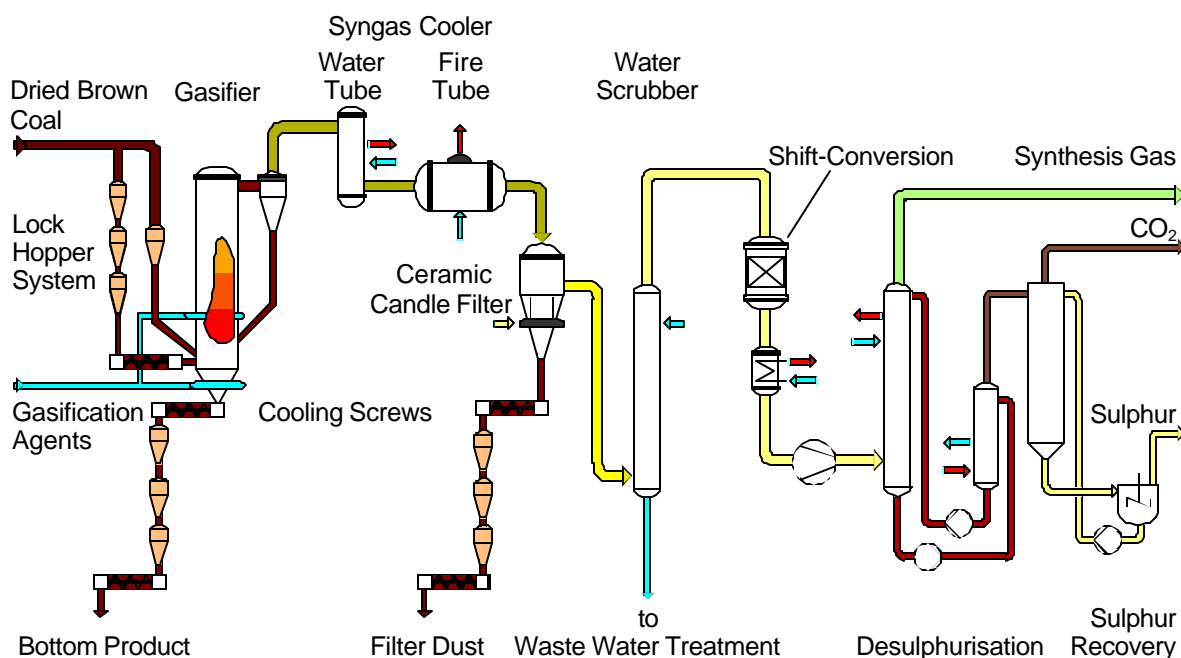 Syngas Cooler
Water
Tube
Fire
Tube
Water
Scrubber
Dried Brown
Coal
Gasifier
Shift-Conversion
Synthesis Gas
CO₂
Lock
Hopper
System
Ceramic
Candle Filter
Gasification
Agents
Cooling Screws
Sulphur
Bottom Product
Filter Dust
to
Waste Water Treatment
Desulphurisation
Sulphur
Recovery